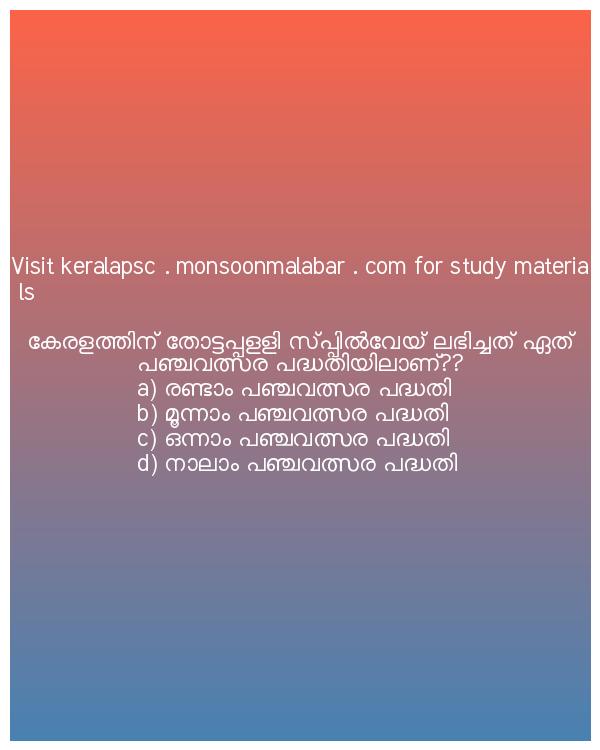 Visit keralapsc . monsoonmalabar . com for study materia
ls
കേരളത്തിന് തോട്ടപ്പളളി സ്പ്പിൽവേയ് ലഭിച്ചത് ഏത്
പഞ്ചവത്സര പദ്ധതിയിലാണ്??
a) രണ്ടാം പഞ്ചവത്സര പദ്ധതി
b) മൂന്നാം പഞ്ചവത്സര പദ്ധതി
c) ഒന്നാം പഞ്ചവത്സര പദ്ധതി
d) നാലാം പഞ്ചവത്സര പദ്ധതി